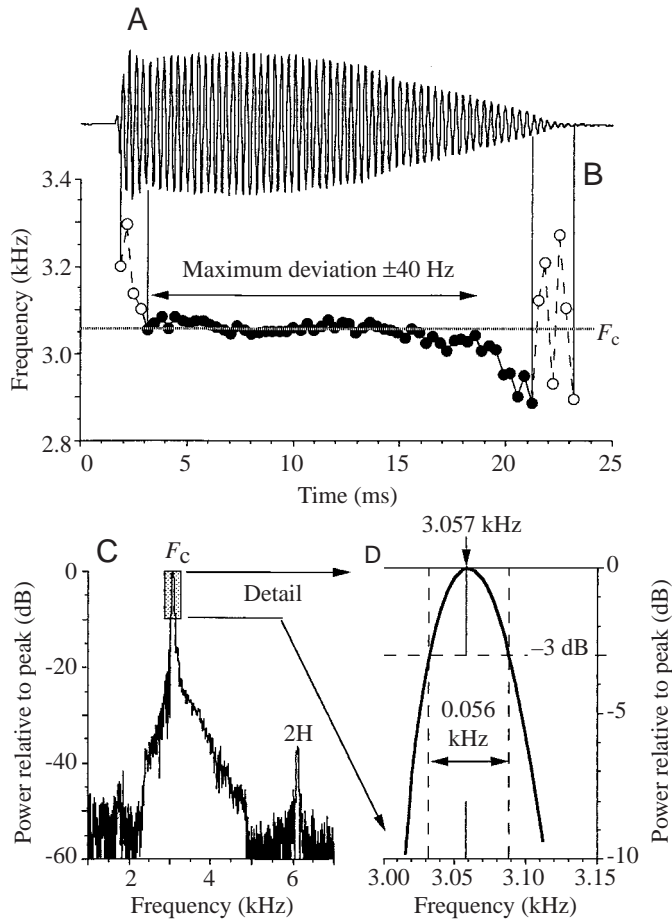 A
B
3.4
3.2
3.0
2.8
Frequency (kHz)
Maximum deviation ±40 Hz
Fc
0 5 10 15 20 25
Time (ms)
C
Fc
Detail
2H
0
-20
-40
-60
Power relative to peak (dB)
2 4 6
Frequency (kHz)
3.057 kHz
D
–3 dB
0.056
kHz
0
-5
-10
Power relative to peak (dB)
3.00 3.05 3.10 3.15
Frequency (kHz)